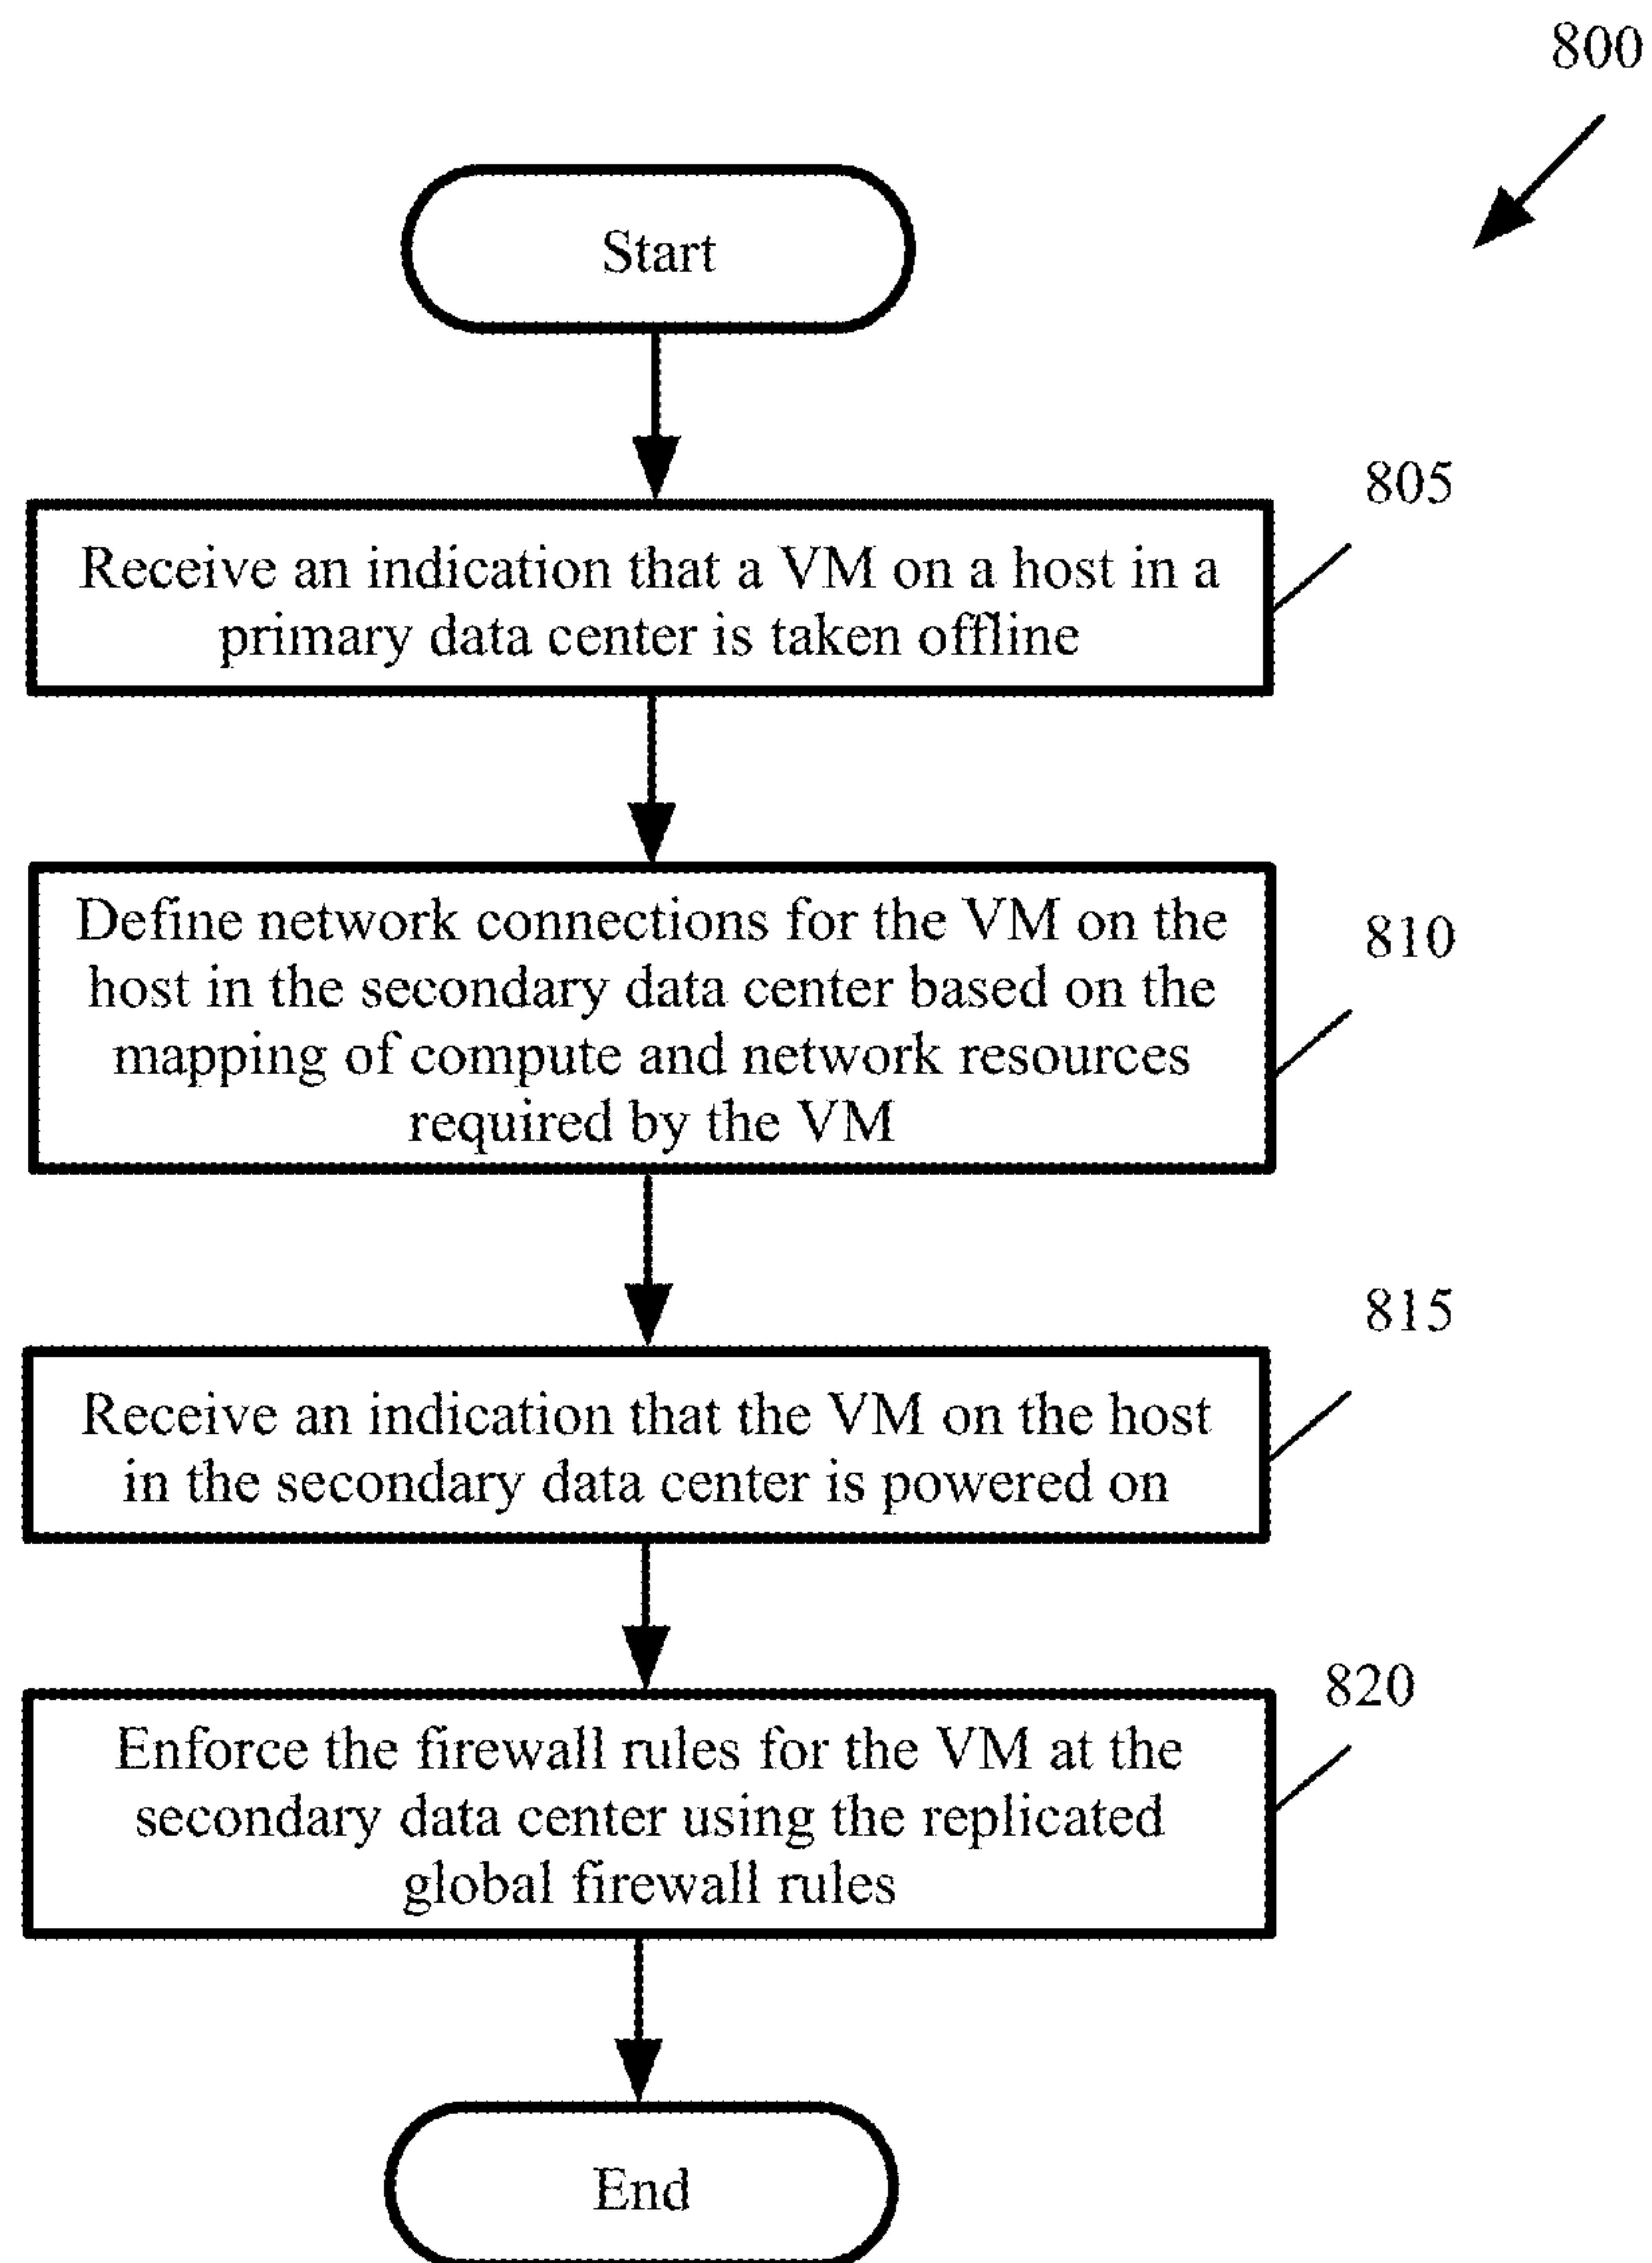 800
Start
805
Receive an indication that a VM on a host in a
primary data center is taken offline
810
Define network connections for the VM on the
host in the secondary data center based on the
mapping of compute and network resources
required by the VM
815
Receive an indication that the VM on the host
in the secondary data center is powered on
820
Enforce the firewall rules for the VM at the
secondary data center using the replicated
global firewall rules
End